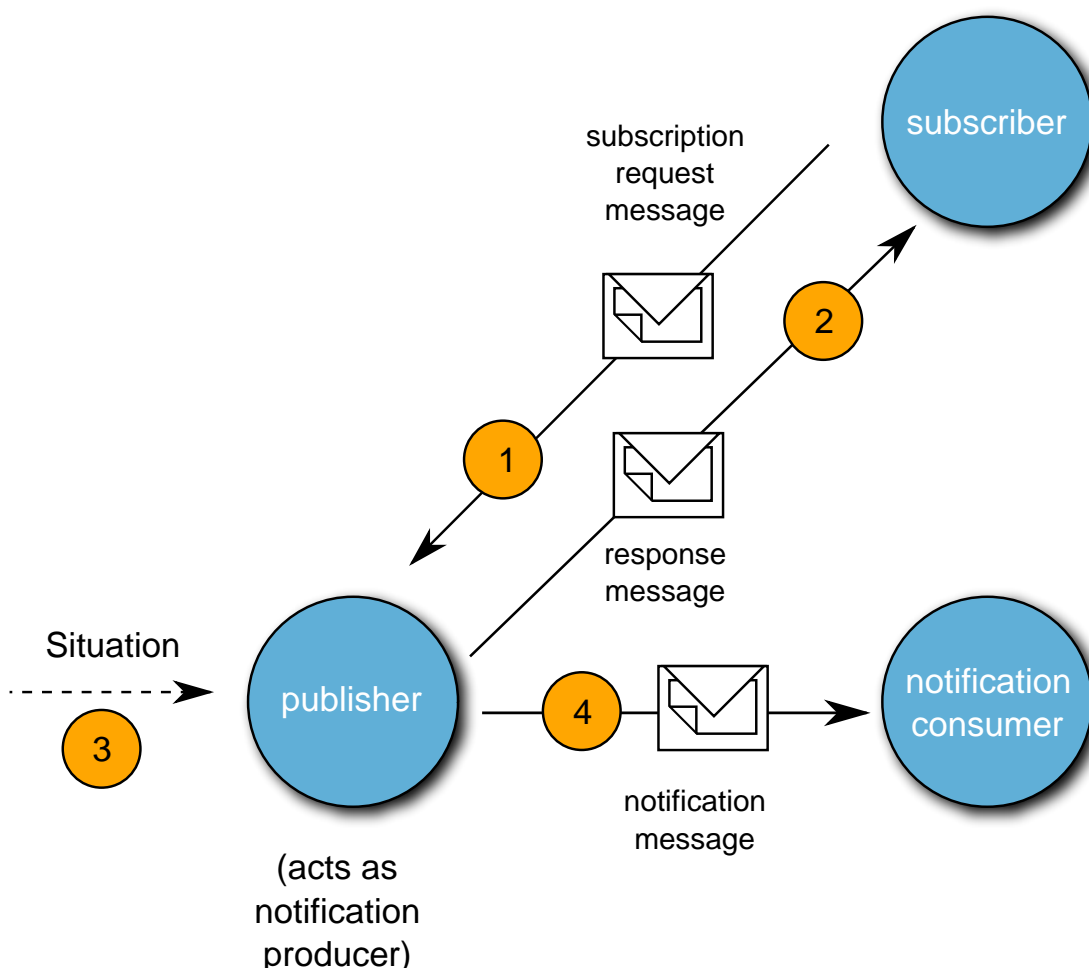 subscriber
subscription
request
message
2
1
response
message
Situation
publisher
3
4
notification
consumer
notification
message
(acts as
notification
producer)